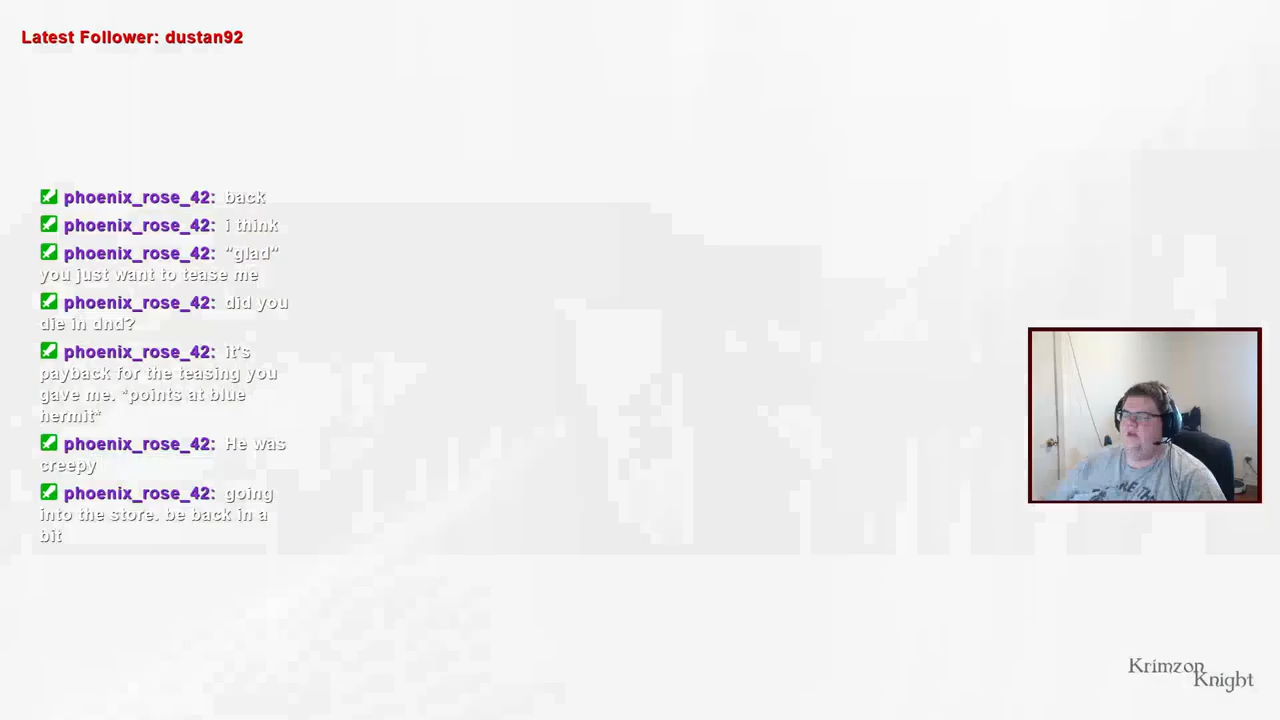 Latest Follower: dustan92
phoenix_rose_42: back
phoenix_rose_42: i think
phoenix_rose_42: "glad"
you just want to tease me
phoenix_rose_42: did you
die in dnd?
phoenix_rose_42: it's
payback for the teasing you
gave me. *points at blue
hermit*
phoenix_rose_42: He was
creepy
phoenix_rose_42: going
into the store. be back in a
bit
Krimzon
Knight